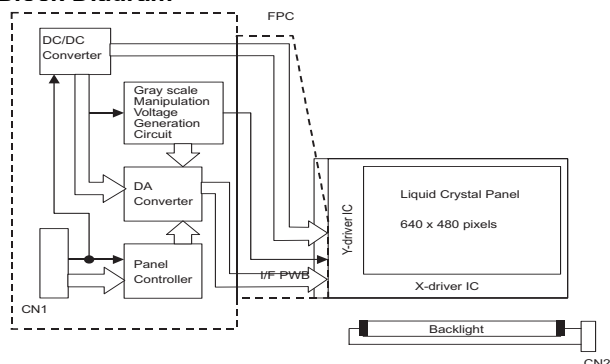 Block Diagram
FPC
DC/DC
Converter
Gray scale
Manipulation
Voltage
Generation
Circuit
DA
Converter
Panel
Controller
CN1
I/F PWB
Y-driver IC
Liquid Crystal Panel
640 x 480 pixels
X-driver IC
Backlight
CN2